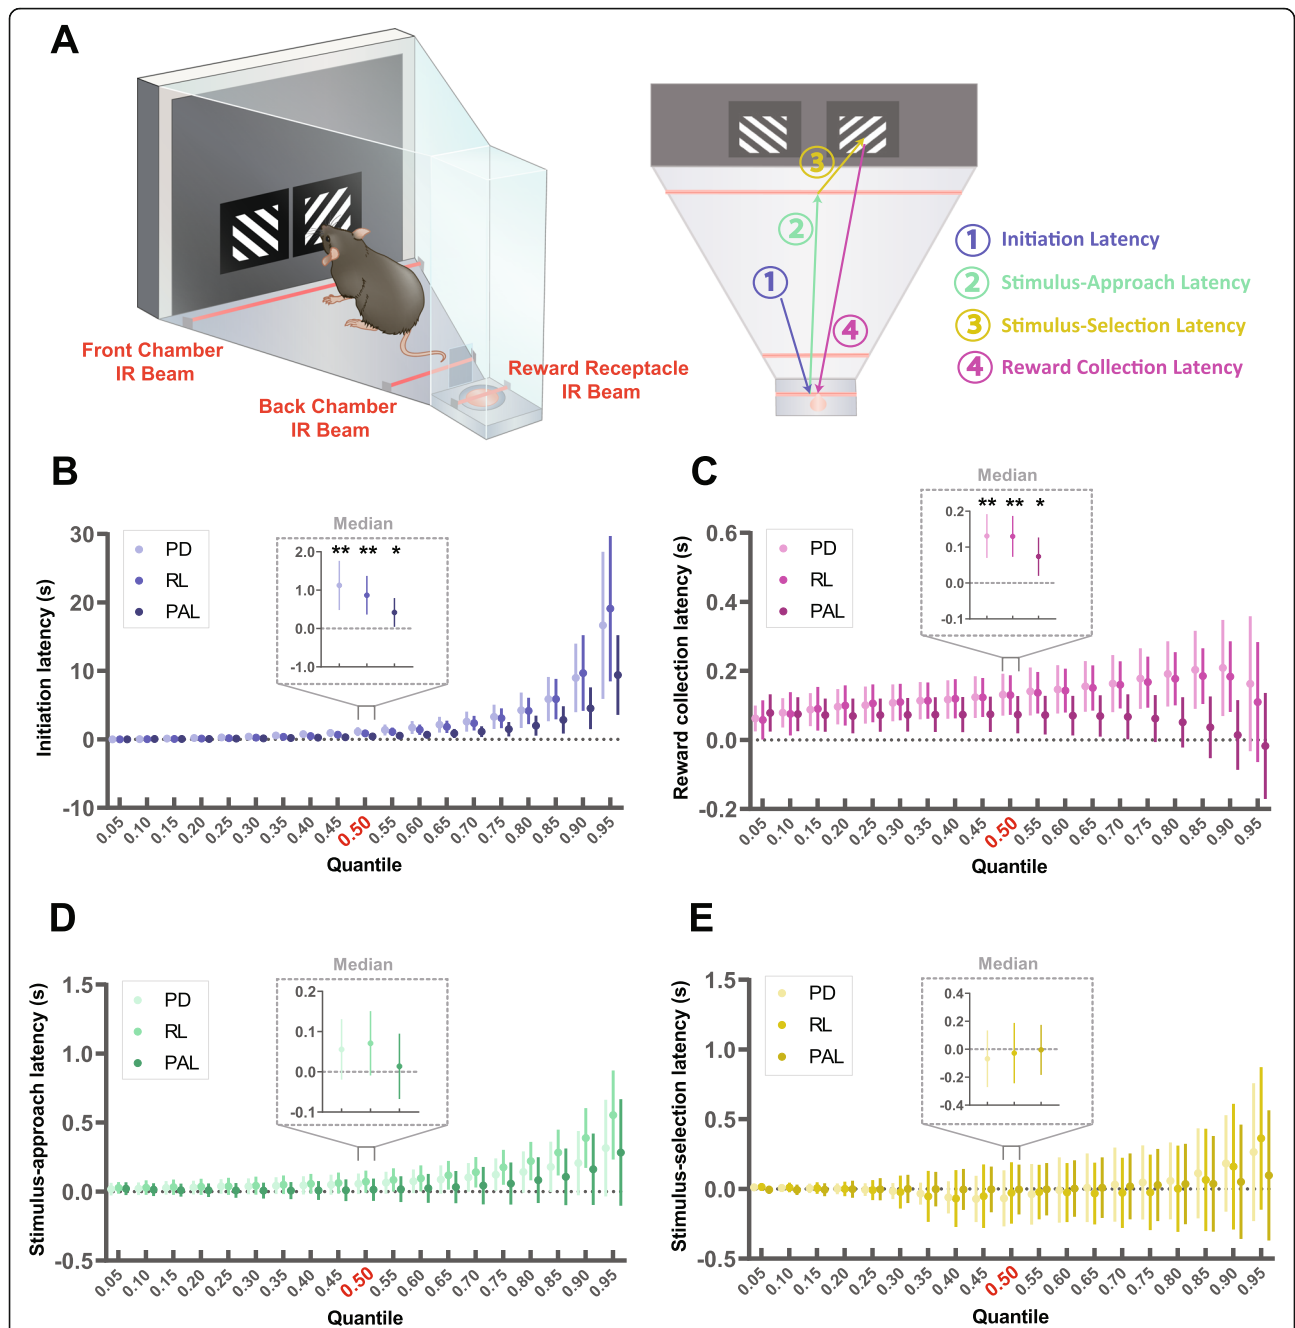 A
Front Chamber
IR Beam
Back Chamber
IR Beam
Reward Receptacle
IR Beam
1
2
3
4
1 Initiation Latency
2 Stimulus-Approach Latency
3 Stimulus-Selection Latency
4 Reward Collection Latency
B
Initiation latency (s)
30
20
10
0
-10
PD
RL
PAL
Median
** ** *
2.0
1.0
0.0
-1.0
0.05 0.10 0.15 0.20 0.25 0.30 0.35 0.40 0.45 0.50 0.55 0.60 0.65 0.70 0.75 0.80 0.85 0.90 0.95
Quantile
C
Reward collection latency (s)
0.6
0.4
0.2
0.0
-0.2
PD
RL
PAL
Median
** ** *
0.2
0.1
0.0
-0.1
0.05 0.10 0.15 0.20 0.25 0.30 0.35 0.40 0.45 0.50 0.55 0.60 0.65 0.70 0.75 0.80 0.85 0.90 0.95
Quantile
D
Stimulus-approach latency (s)
1.5
1.0
0.5
0.0
-0.5
PD
RL
PAL
Median
0.2
0.1
0.0
-0.1
0.05 0.10 0.15 0.20 0.25 0.30 0.35 0.40 0.45 0.50 0.55 0.60 0.65 0.70 0.75 0.80 0.85 0.90 0.95
Quantile
E
Stimulus-selection latency (s)
1.5
1.0
0.5
0.0
-0.5
PD
RL
PAL
Median
0.4
0.2
0.0
-0.2
-0.4
0.05 0.10 0.15 0.20 0.25 0.30 0.35 0.40 0.45 0.50 0.55 0.60 0.65 0.70 0.75 0.80 0.85 0.90 0.95
Quantile